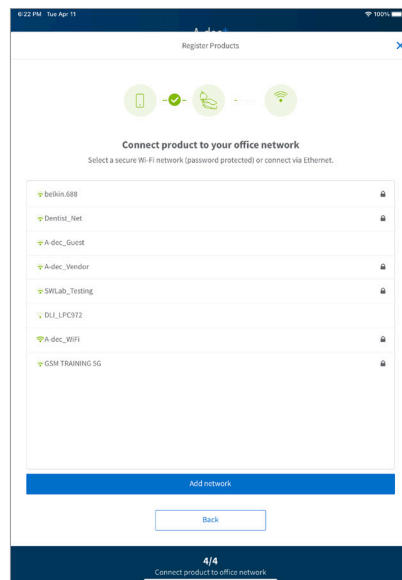 6:22 PM Tue Apr 11
100%
A-dec+
Register Products
Connect product to your office network
Select a secure Wi-Fi network (password protected) or connect via Ethernet.
belkin.688
Dentist_Net
A-dec_Guest
A-dec_Vendor
SWLab_Testing
DLI_LPC972
A-dec_WiFi
GSM TRAINING 5G
Add network
Back
4/4
Connect product to office network